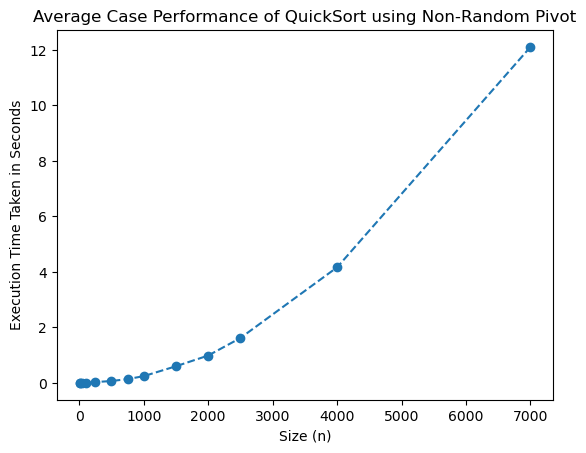 Average Case Performance of QuickSort using Non-Random Pivot
12
10
8
6
4
2
0
Execution Time Taken in Seconds
0 1000 2000 3000 4000 5000 6000 7000
Size (n)